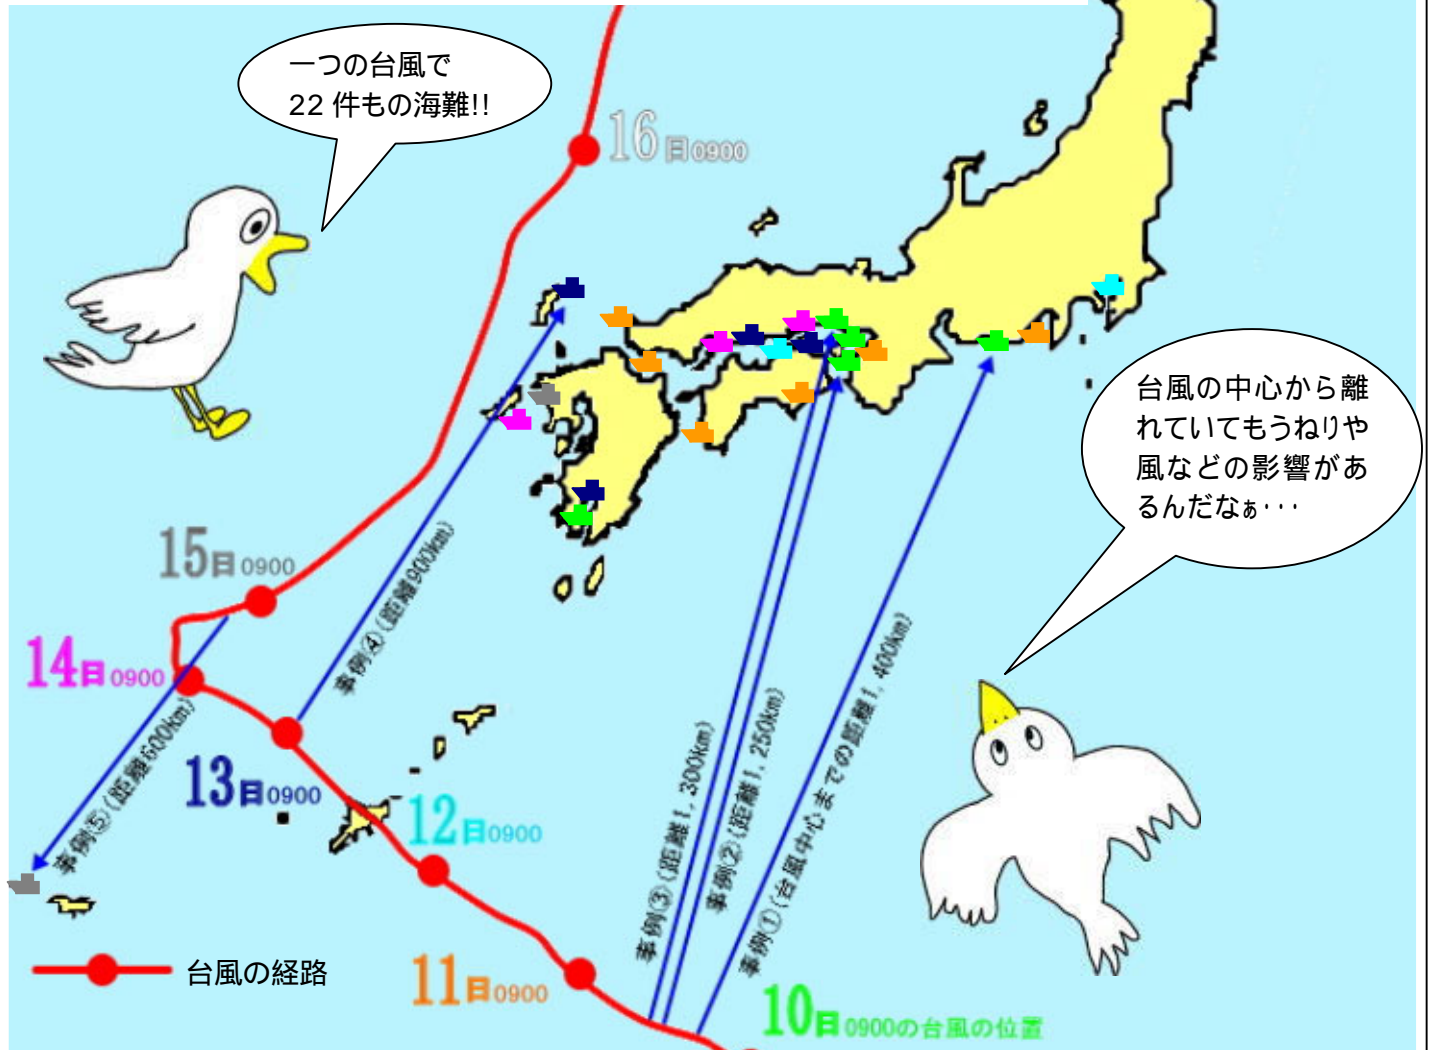 一つの台風で
22 件もの海難!!
16日0900
台風の中心から離
れていてもうねりや
風などの影響があ
るんだなぁ･･･
15日0900
事例④(距離900km)
14日0900
事例⑤(距離600km)
13日0900
12日0900
事例③(距離1,300km)
事例②(距離1,250km)
事例①(台風中心までの距離1,400km)
台風の経路
11日0900
10日0900の台風の位置